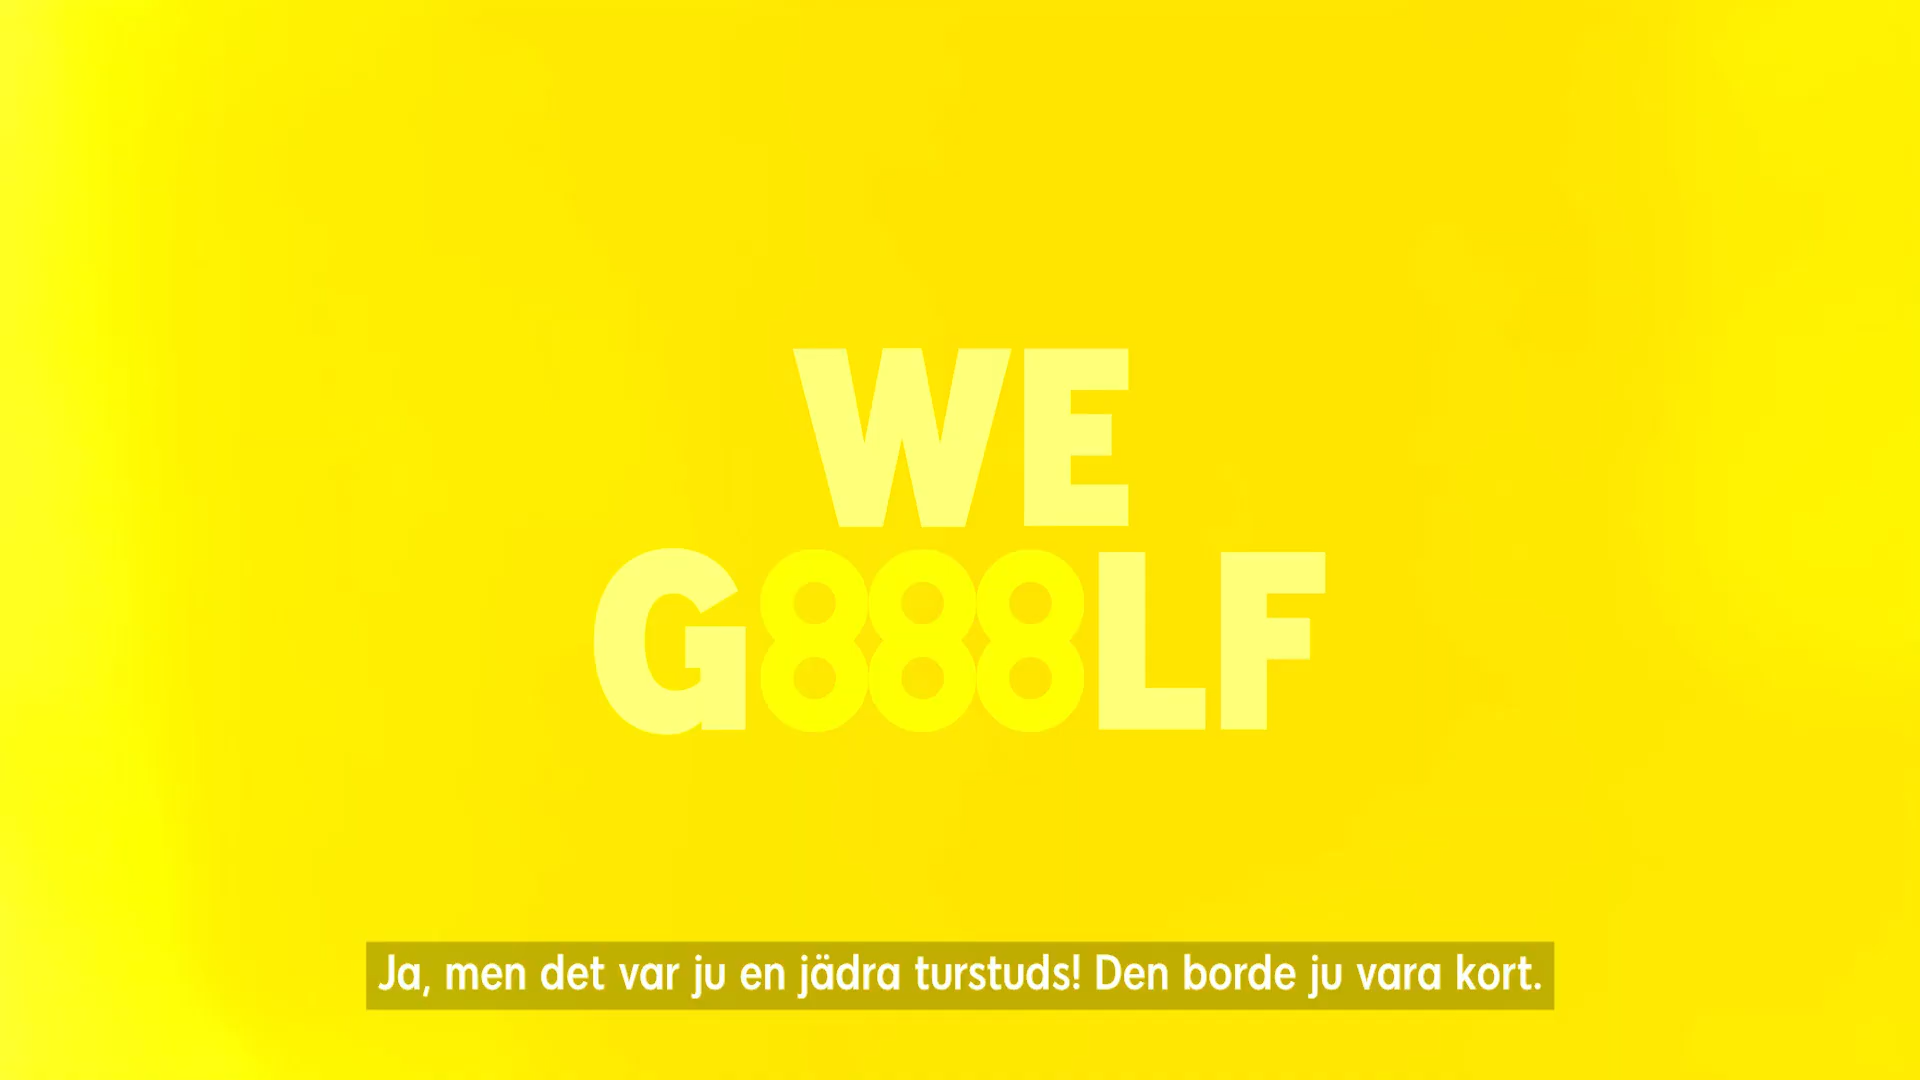 WE
G888LF
Ja, men det var ju en jädra turstuds! Den borde ju vara kort.